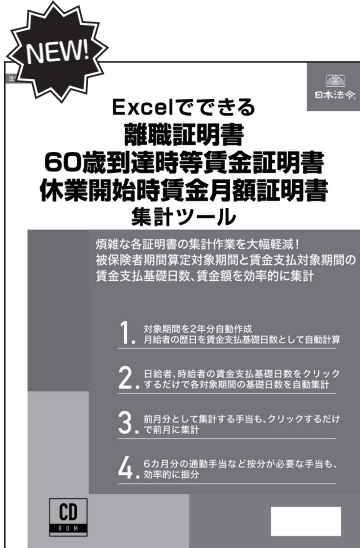 NEW!
法
日本法令
Excelでできる
離職証明書
60歳到達時等賃金証明書
休業開始時賃金月額証明書
集計ツール
煩雑な各証明書の集計作業を大幅軽減！
被保険者期間算定対象期間と賃金支払対象期間の
賃金支払基礎日数、賃金額を効率的に集計
1. 対象期間を2年分自動作成
月給者の歴日を賃金支払基礎日数として自動計算
2. 日給者、時給者の賃金支払基礎日数をクリック
するだけで各対象期間の基礎日数を自動集計
3. 前月分として集計する手当も、クリックするだけ
で前月に集計
4. 6カ月分の通勤手当など按分が必要な手当も、
効率的に振分
CD
ROM